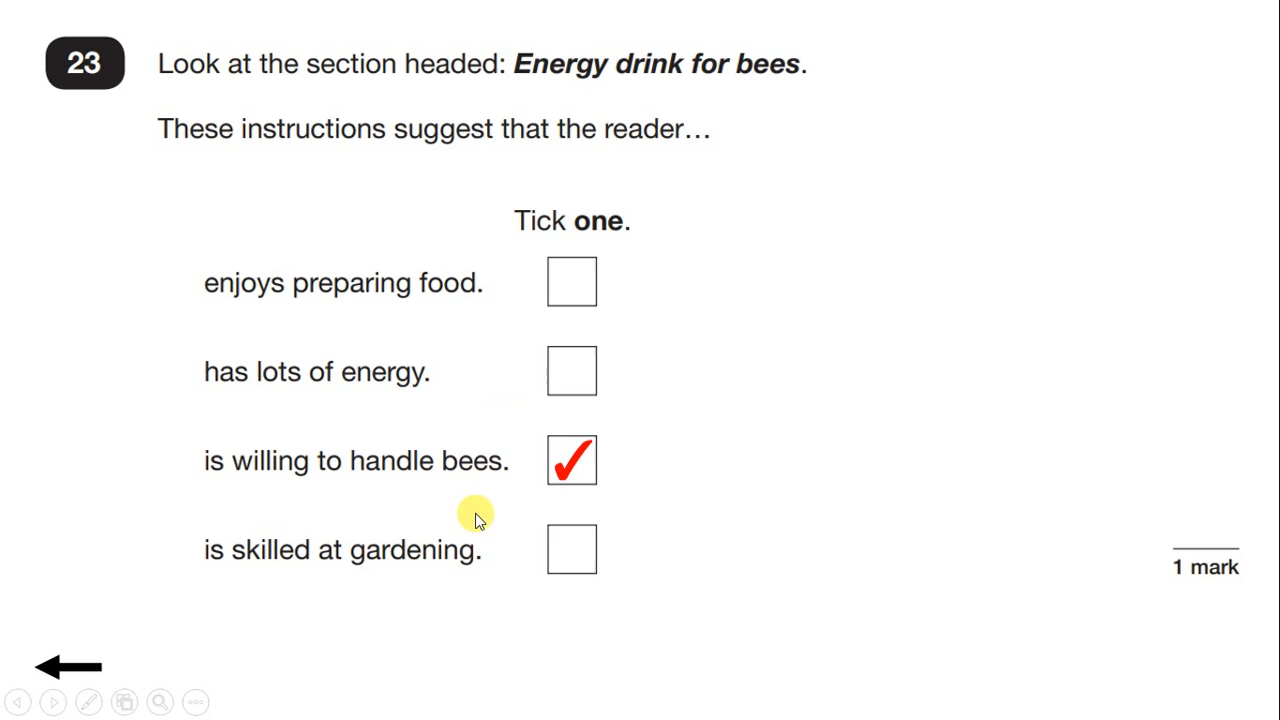 23 Look at the section headed: Energy drink for bees.
These instructions suggest that the reader…
Tick one.
enjoys preparing food.
has lots of energy.
is willing to handle bees.
is skilled at gardening.
1 mark